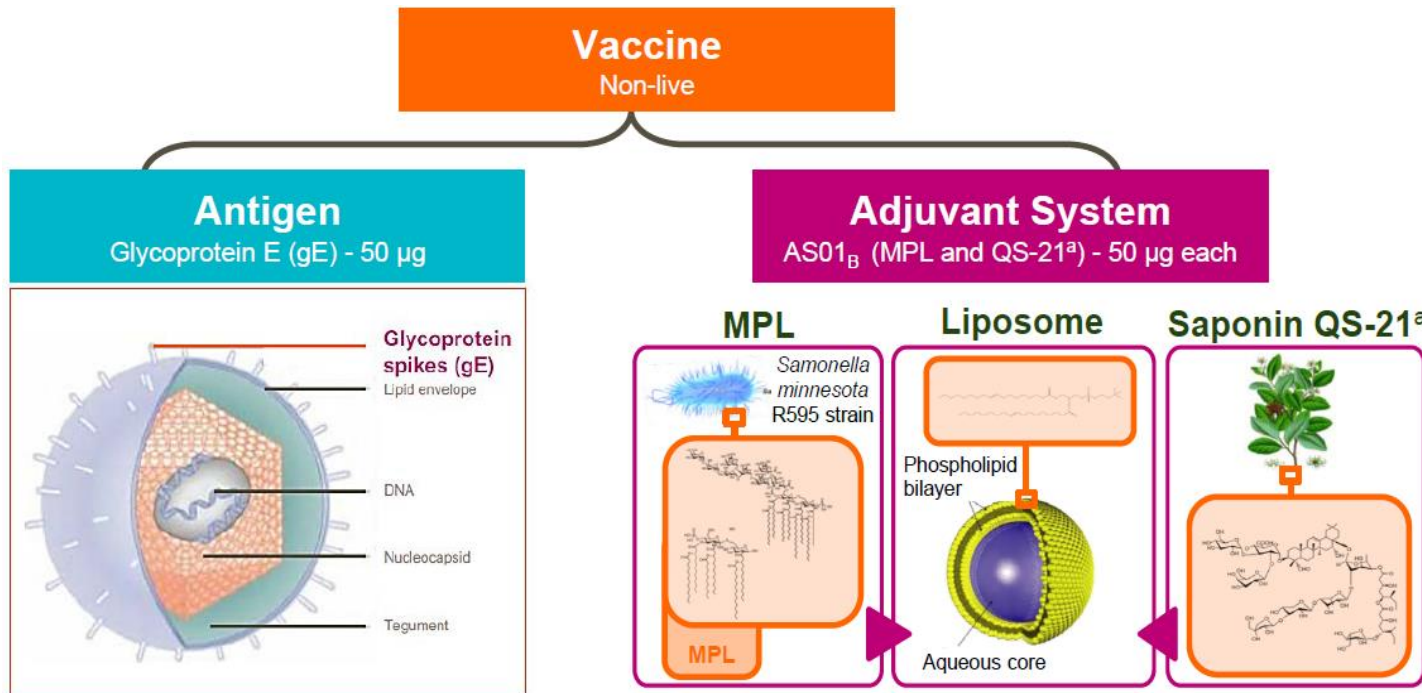 Vaccine
Non-live
Antigen
Glycoprotein E (gE) - 50 µg
Adjuvant System
AS01B (MPL and QS-21ª) - 50 µg each
Glycoprotein
spikes (gE)
Lipid envelope
DNA
Nucleocapsid
Tegument
MPL
Samonella
minnesota
R595 strain
MPL
Liposome
Phospholipid
bilayer
Aqueous core
Saponin QS-21ª